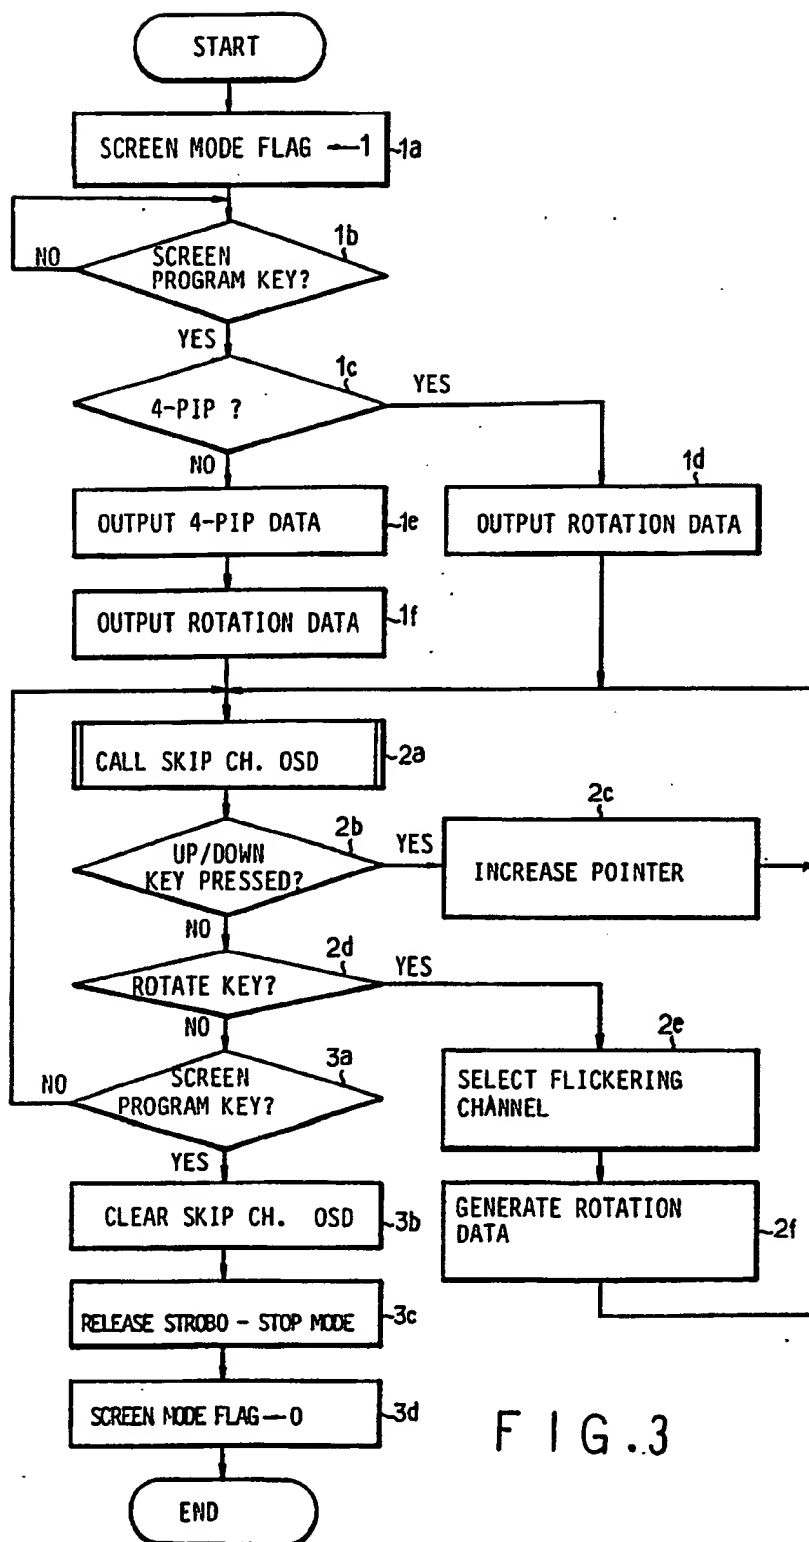 START
SCREEN MODE FLAG ←1
1a
1b
NO
SCREEN
PROGRAM KEY?
YES
1c
YES
4-PIP ?
NO
1d
OUTPUT 4-PIP DATA
1e
OUTPUT ROTATION DATA
OUTPUT ROTATION DATA
1f
CALL SKIP CH. OSD
2a
2b
2c
UP/DOWN
KEY PRESSED?
YES
INCREASE POINTER
NO
2d
YES
ROTATE KEY?
NO
2e
3a
NO
SCREEN
PROGRAM KEY?
SELECT FLICKERING
CHANNEL
YES
CLEAR SKIP CH. OSD
3b
GENERATE ROTATION
DATA
2f
RELEASE STROBO - STOP MODE
3c
SCREEN MODE FLAG ←0
3d
FIG.3
END